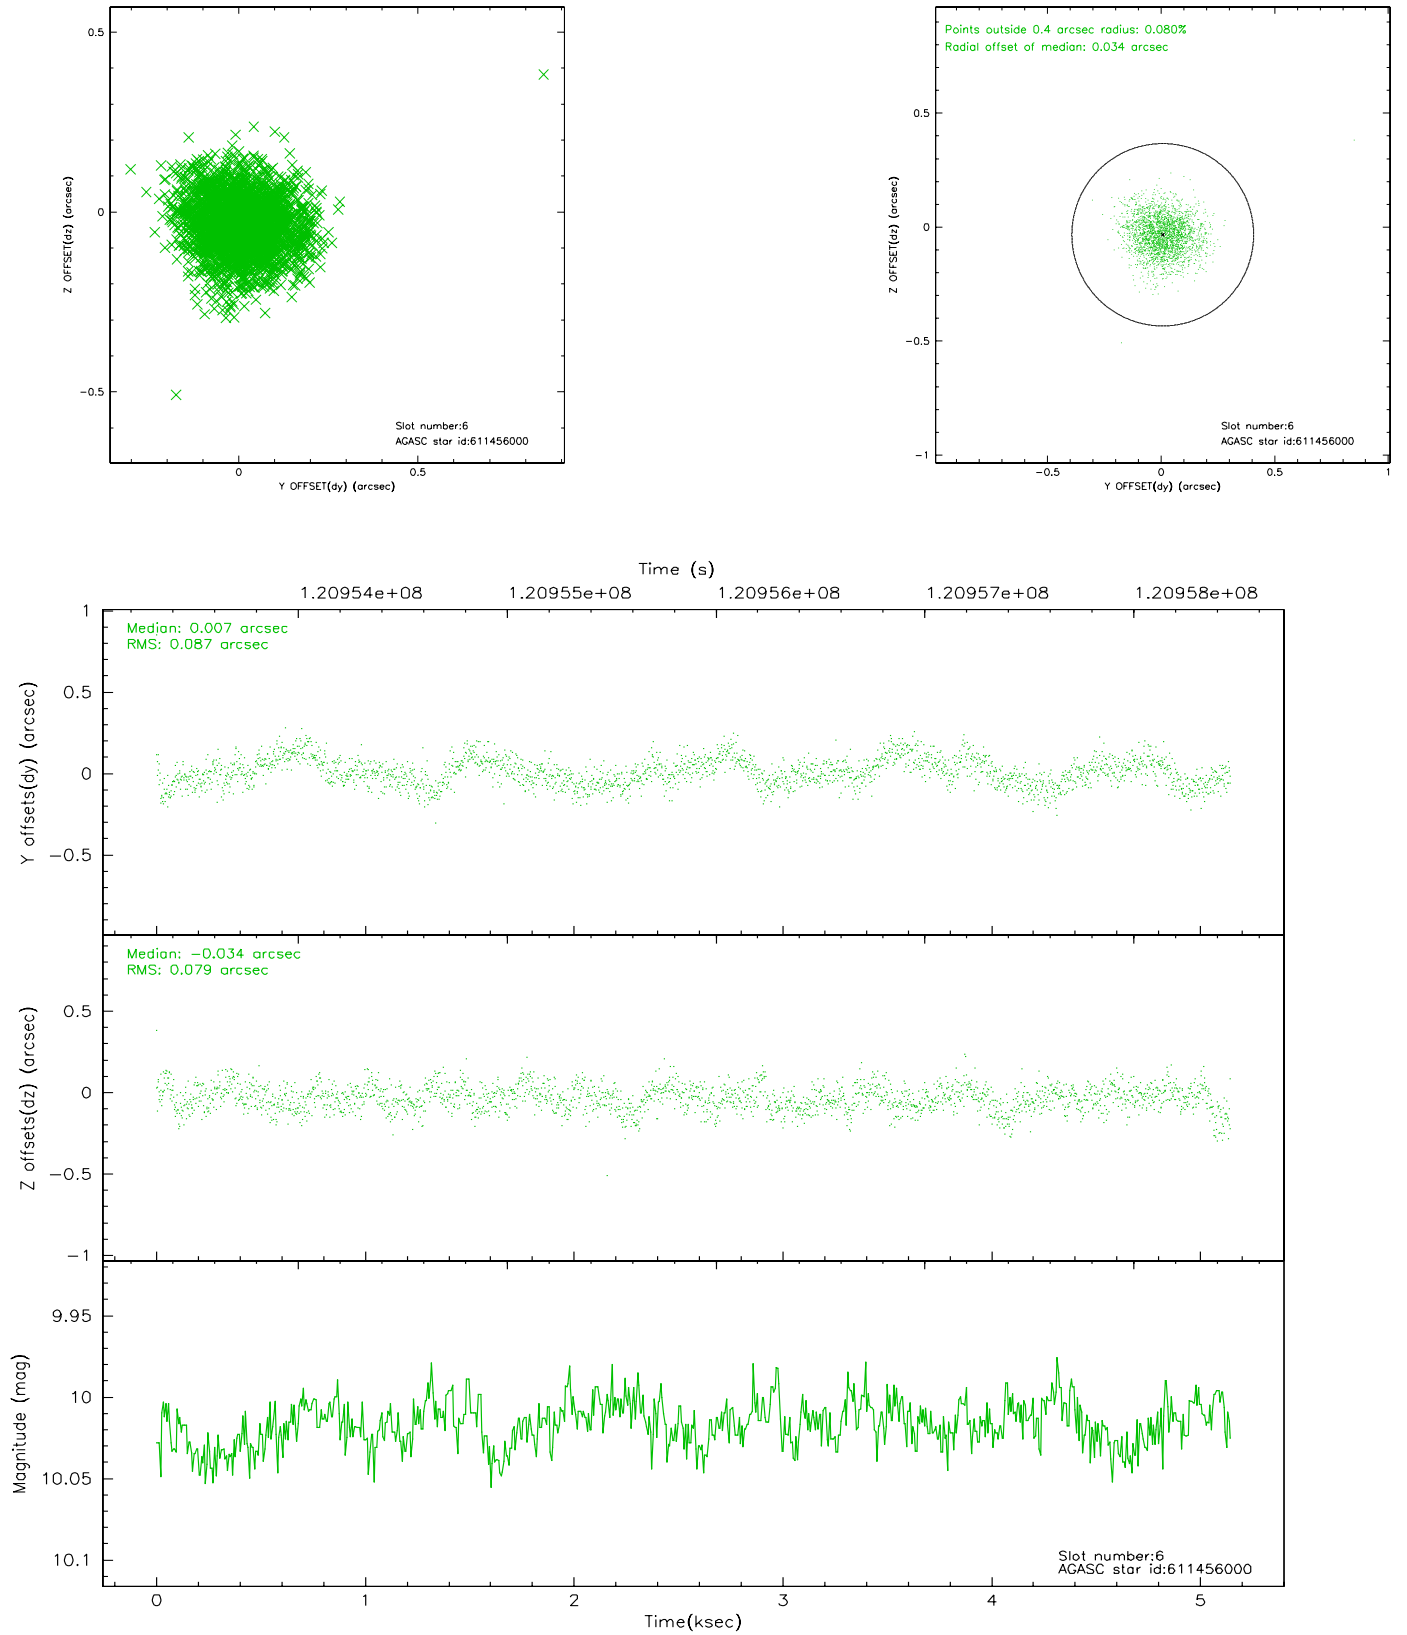 0.5
0
−0.5
Z OFFSET(dz) (arcsec)
Slot number:6
AGASC star id:611456000
0
0.5
Y OFFSET(dy) (arcsec)
Points outside 0.4 arcsec radius: 0.080%
Radial offset of median: 0.034 arcsec
0.5
0
−0.5
−1
Z OFFSET(dz) (arcsec)
Slot number:6
AGASC star id:611456000
−0.5
0
0.5
1
Y OFFSET(dy) (arcsec)
Time (s)
1.20954e+08 1.20955e+08 1.20956e+08 1.20957e+08 1.20958e+08
Median: 0.007 arcsec
RMS: 0.087 arcsec
1
0.5
0
−0.5
Y offsets(dy) (arcsec)
Median: −0.034 arcsec
RMS: 0.079 arcsec
0.5
0
−0.5
−1
Z offsets(dz) (arcsec)
9.95
10
10.05
10.1
Magnitude (mag)
Slot number:6
AGASC star id:611456000
0 1 2 3 4 5
Time(ksec)